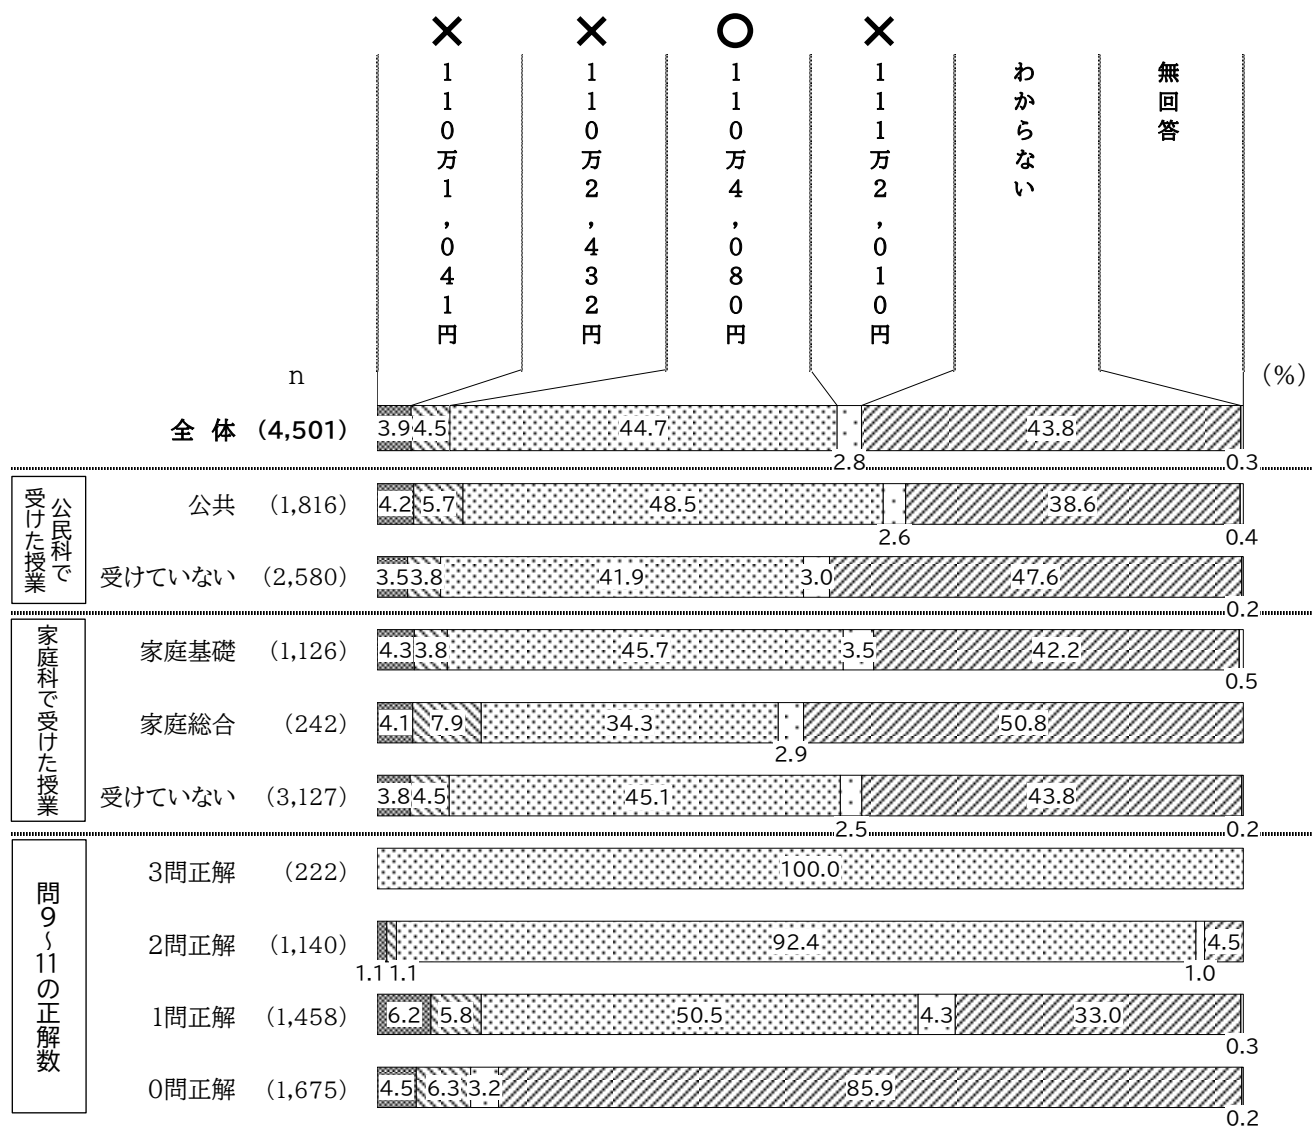 × × ○ ×
110万1,041円
110万2,432円
110万4,080円
111万2,010円
わからない
無回答
n
(%)
全体 (4,501) 3.9 4.5 44.7 2.8 43.8 0.3
公民科で受けた授業
公共 (1,816) 4.2 5.7 48.5 2.6 38.6 0.4
受けていない (2,580) 3.5 3.8 41.9 3.0 47.6 0.2
家庭科で受けた授業
家庭基礎 (1,126) 4.3 3.8 45.7 3.5 42.2 0.5
家庭総合 (242) 4.1 7.9 34.3 2.9 50.8
受けていない (3,127) 3.8 4.5 45.1 2.5 43.8 0.2
問9~11の正解数
3問正解 (222) 100.0
2問正解 (1,140) 1.1 1.1 92.4 1.0 4.5
1問正解 (1,458) 6.2 5.8 50.5 4.3 33.0 0.3
0問正解 (1,675) 4.5 6.3 3.2 85.9 0.2